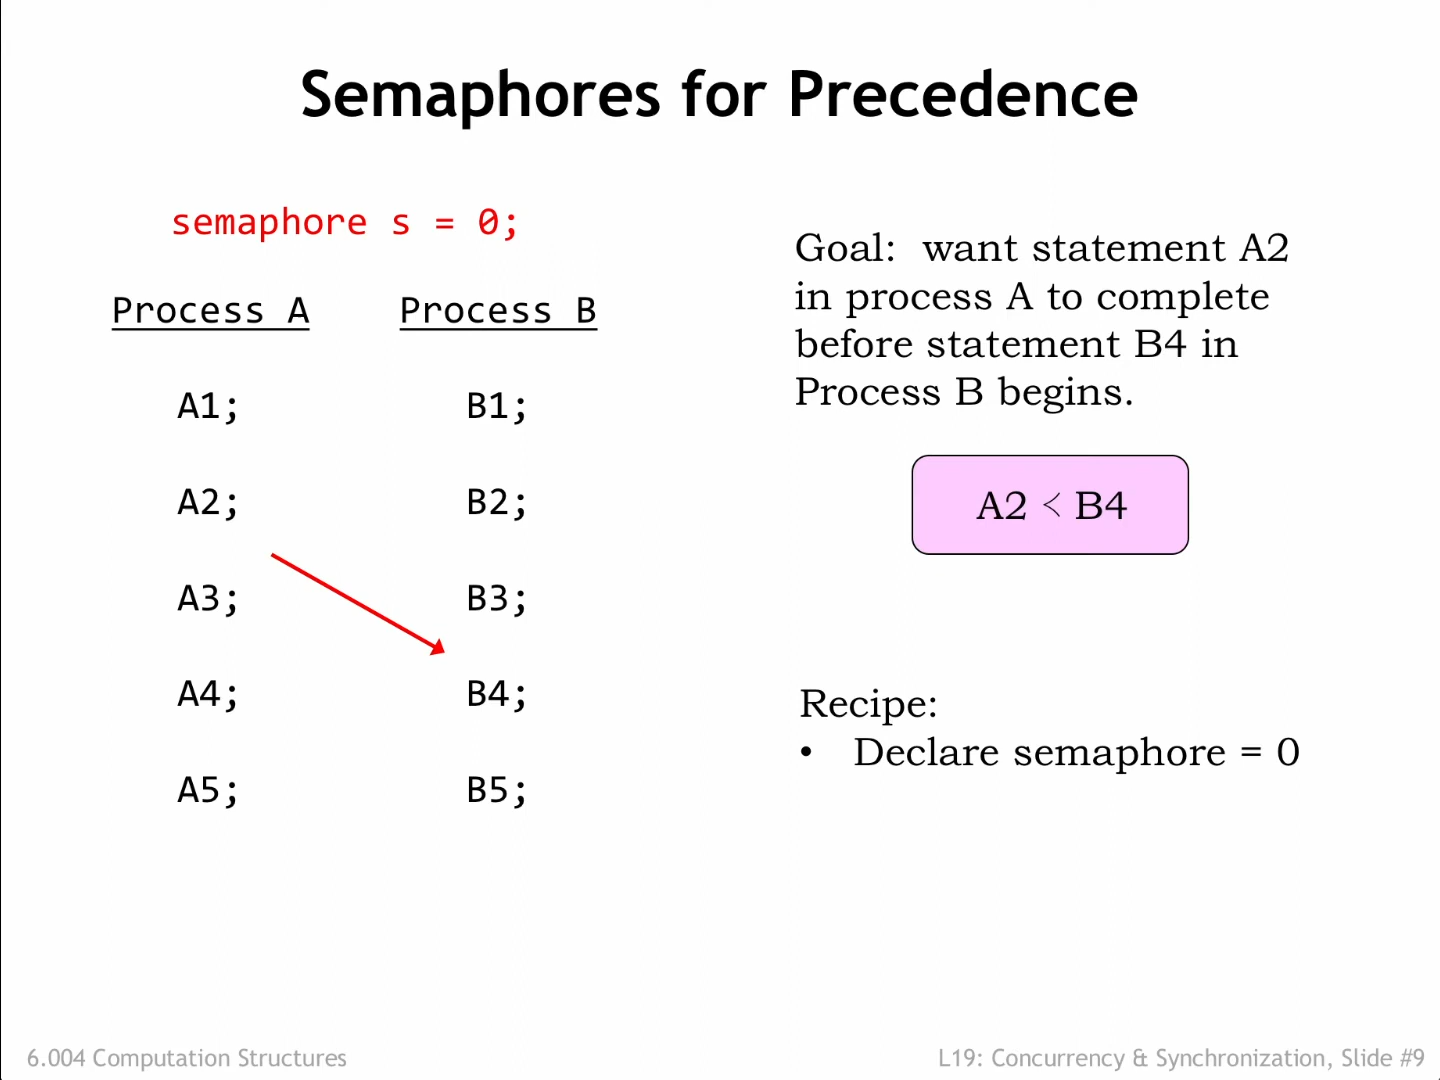 Semaphores for Precedence
semaphore s = 0;
Process A
Process B
A1;
B1;
A2;
B2;
A3;
B3;
A4;
B4;
A5;
B5;
Goal: want statement A2
in process A to complete
before statement B4 in
Process B begins.
A2 ≺ B4
Recipe:
• Declare semaphore = 0
6.004 Computation Structures
L19: Concurrency & Synchronization, Slide #9